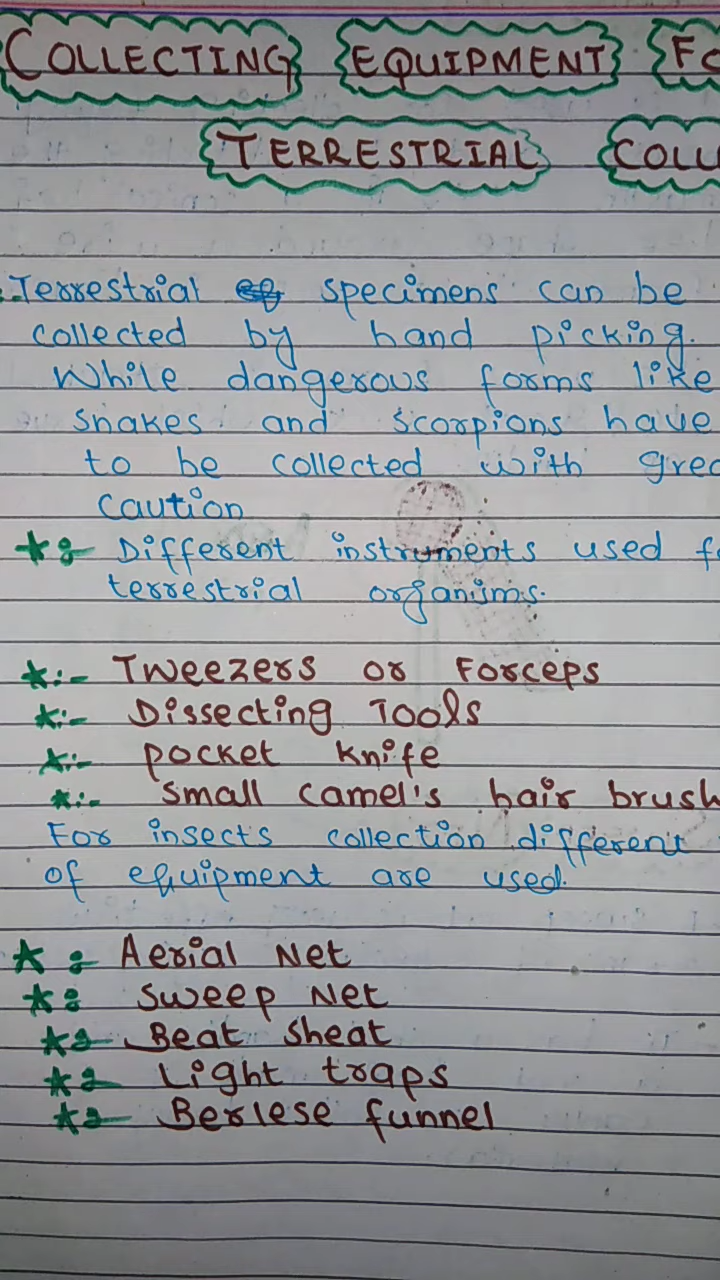 COLLECTING EQUIPMENT
TERRESTRIAL
Terrestrial specimens can be
collected by hand picking.
While dangerous forms like
snakes and scorpions have
to be collected with
caution
Different instruments used
terrestrial organisms.
Tweezers or Forceps
Dissecting Tools
pocket knife
small camel's hair brush
For insects collection different
of equipment are used.
Aerial Net
Sweep Net
Beat Sheat
Light traps
Berlese funnel